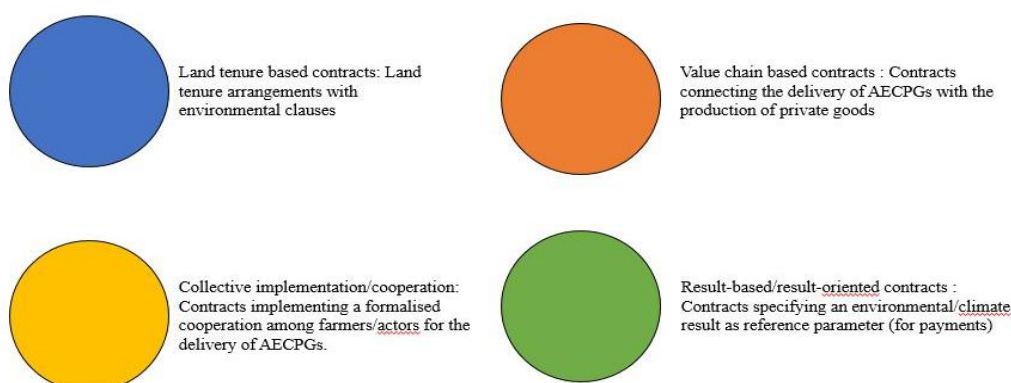 Land tenure based contracts: Land
tenure arrangements with
environmental clauses
Value chain based contracts : Contracts
connecting the delivery of AECPGs with the
production of private goods
Collective implementation/cooperation:
Contracts implementing a formalised
cooperation among farmers/actors for the
delivery of AECPGs.
Result-based/result-oriented contracts :
Contracts specifying an environmental/climate
result as reference parameter (for payments)